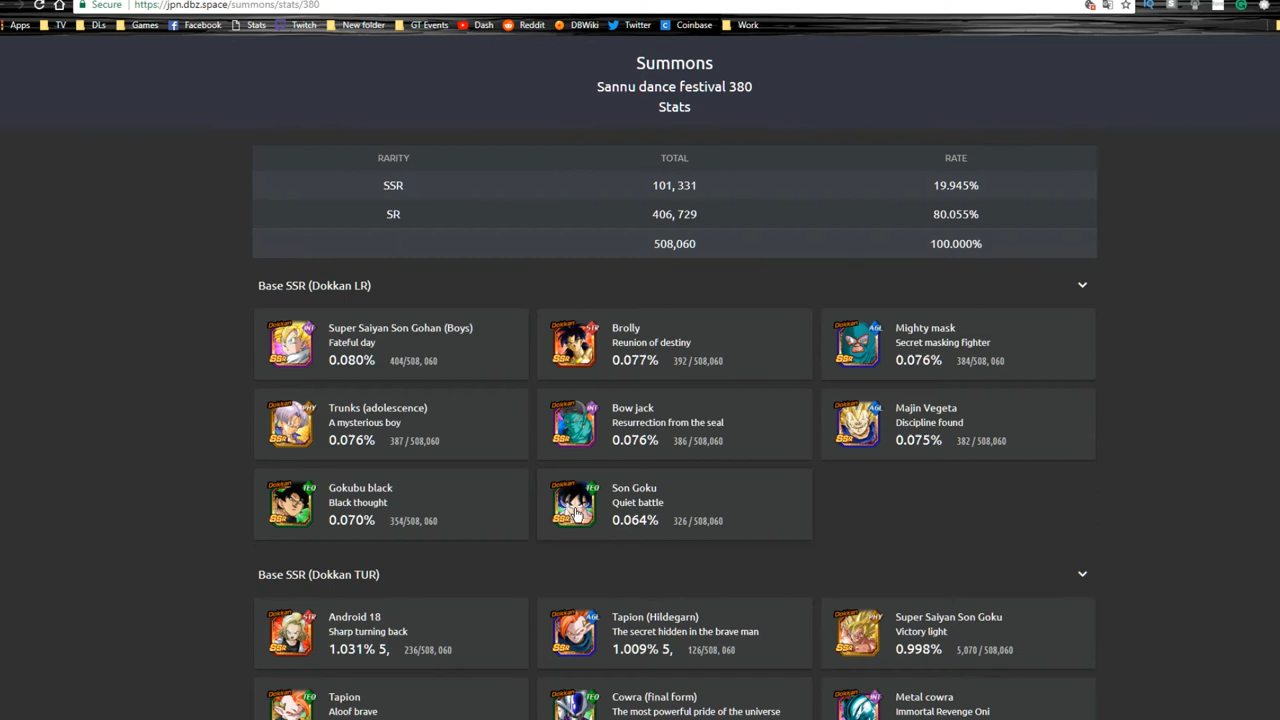 Secure https://jpn.dbz.space/summons/stats/380
Apps TV DLs Games Facebook Stats Twitch New folder GT Events Dash Reddit DBWiki Twitter Coinbase Work
Summons
Sannu dance festival 380
Stats
RARITY TOTAL RATE
SSR 101, 331 19.945%
SR 406, 729 80.055%
508,060 100.000%
Base SSR (Dokkan LR)
Super Saiyan Son Gohan (Boys)
Fateful day
0.080% 404/508, 060
Brolly
Reunion of destiny
0.077% 392 / 508,060
Mighty mask
Secret masking fighter
0.076% 384/508, 060
Trunks (adolescence)
A mysterious boy
0.076% 387 / 508,060
Bow jack
Resurrection from the seal
0.076% 386 / 508,060
Majin Vegeta
Discipline found
0.075% 382 / 508,060
Gokubu black
Black thought
0.070% 354/508, 060
Son Goku
Quiet battle
0.064% 326 / 508,060
Base SSR (Dokkan TUR)
Android 18
Sharp turning back
1.031% 5, 236/508, 060
Tapion (Hildegarn)
The secret hidden in the brave man
1.009% 5, 126/508, 060
Super Saiyan Son Goku
Victory light
0.998% 5,070 / 508,060
Tapion
Aloof brave
Cowra (final form)
The most powerful pride of the universe
Metal cowra
Immortal Revenge Oni